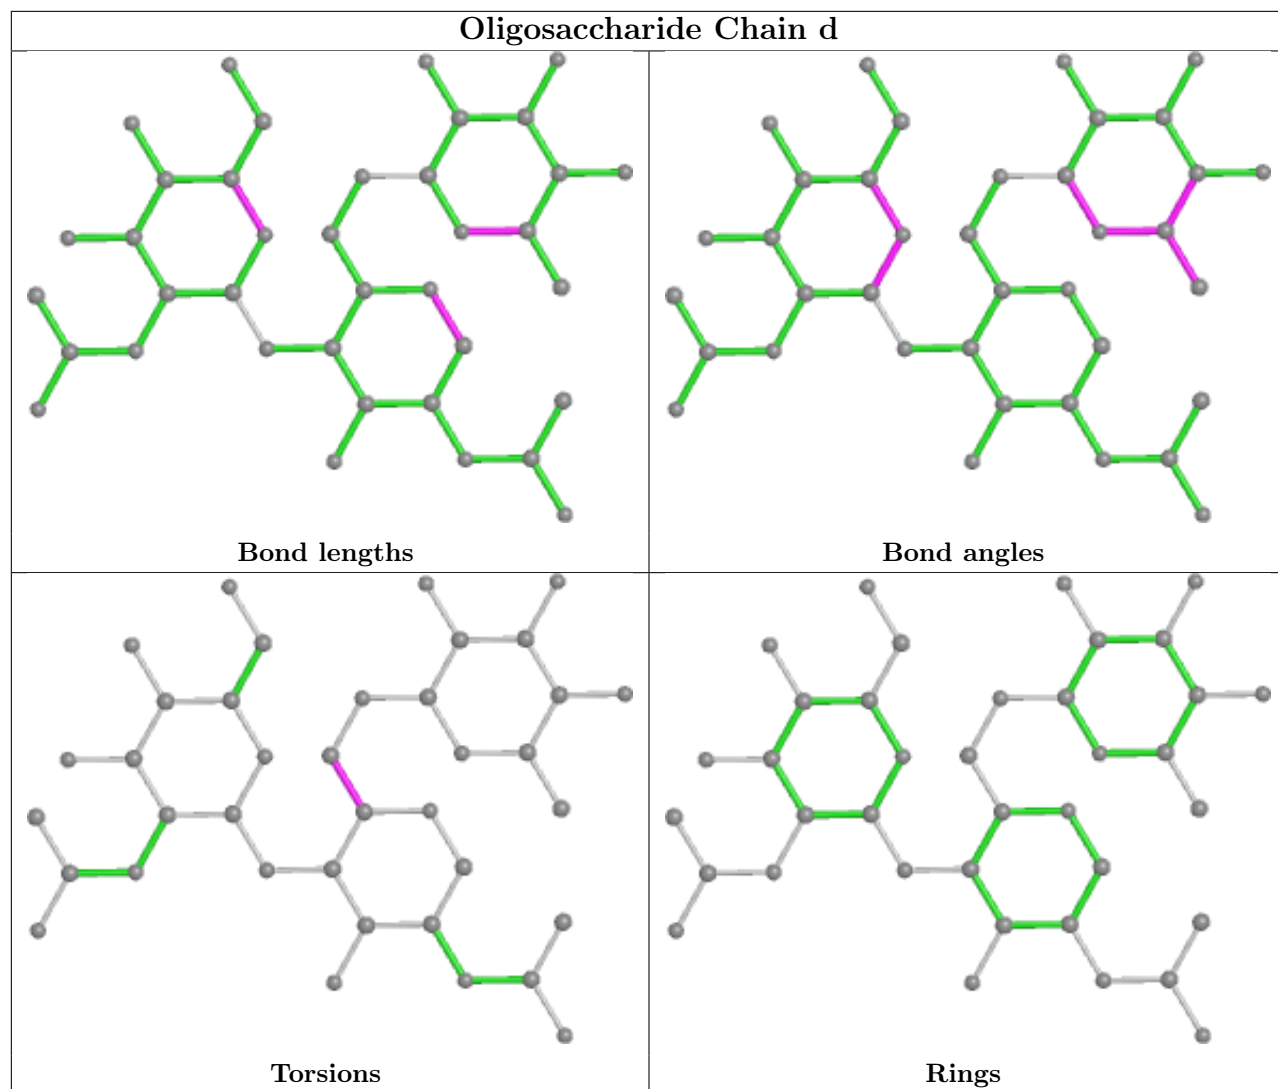 Oligosaccharide Chain d
Bond lengths
Bond angles
Torsions
Rings